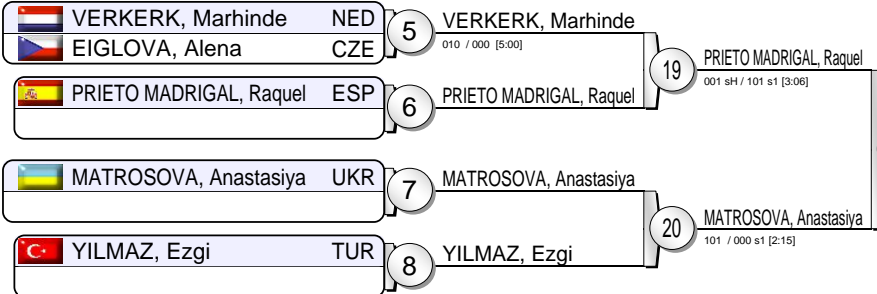 VERKERK, Marhinde NED
EIGLOVA, Alena CZE
5
VERKERK, Marhinde
010 / 000 [5:00]
PRIETO MADRIGAL, Raquel ESP
6
PRIETO MADRIGAL, Raquel
19
PRIETO MADRIGAL, Raquel
001 sH / 101 s1 [3:06]
MATROSOVA, Anastasiya UKR
7
MATROSOVA, Anastasiya
YILMAZ, Ezgi TUR
8
YILMAZ, Ezgi
20
MATROSOVA, Anastasiya
101 / 000 s1 [2:15]